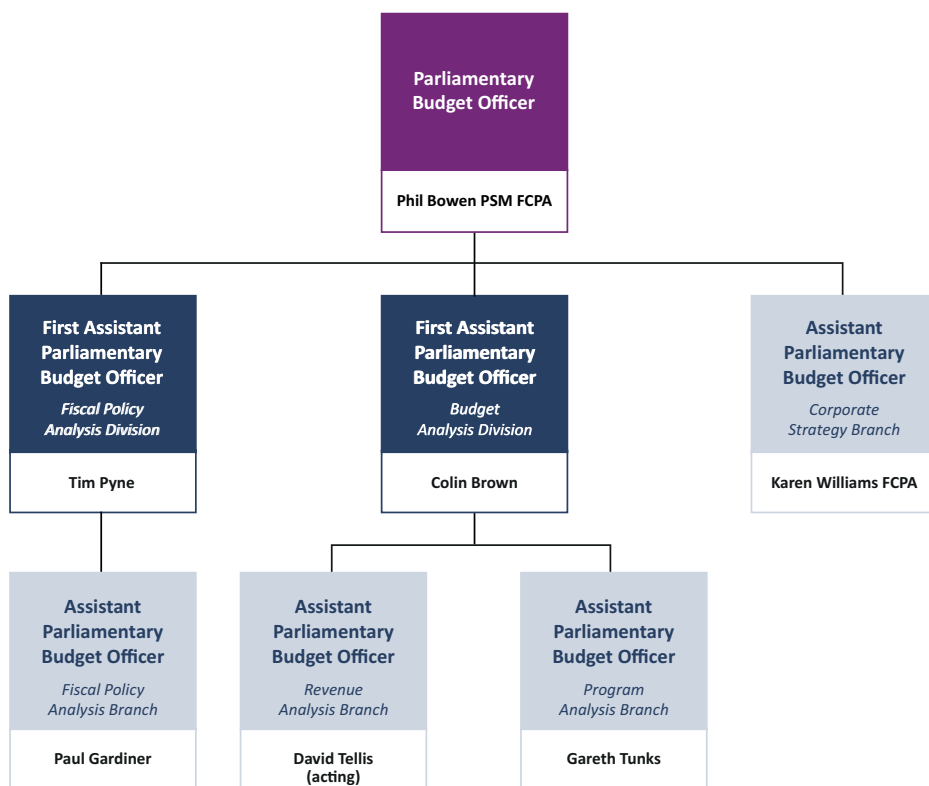 Parliamentary
Budget Officer
Phil Bowen PSM FCPA
First Assistant
Parliamentary
Budget Officer
Fiscal Policy
Analysis Division
Tim Pyne
First Assistant
Parliamentary
Budget Officer
Budget
Analysis Division
Colin Brown
Assistant
Parliamentary
Budget Officer
Corporate
Strategy Branch
Karen Williams FCPA
Assistant
Parliamentary
Budget Officer
Fiscal Policy
Analysis Branch
Paul Gardiner
Assistant
Parliamentary
Budget Officer
Revenue
Analysis Branch
David Tellis
(acting)
Assistant
Parliamentary
Budget Officer
Program
Analysis Branch
Gareth Tunks